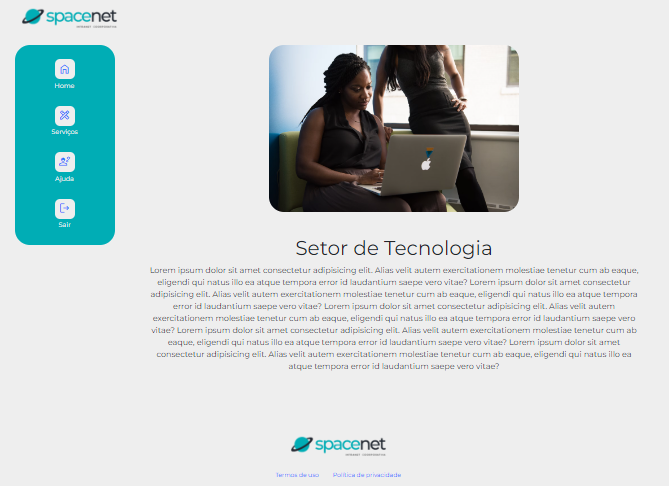 spacenet
INTRANET COORPORATIVA
Home
Serviços
Ajuda
Sair
Setor de Tecnologia
Lorem ipsum dolor sit amet consectetur adipisicing elit. Alias velit autem exercitationem molestiae tenetur cum ab eaque,
eligendi qui natus illo ea atque tempora error id laudantium saepe vero vitae? Lorem ipsum dolor sit amet consectetur
adipisicing elit. Alias velit autem exercitationem molestiae tenetur cum ab eaque, eligendi qui natus illo ea atque tempora
error id laudantium saepe vero vitae? Lorem ipsum dolor sit amet consectetur adipisicing elit. Alias velit autem
exercitationem molestiae tenetur cum ab eaque, eligendi qui natus illo ea atque tempora error id laudantium saepe vero
vitae? Lorem ipsum dolor sit amet consectetur adipisicing elit. Alias velit autem exercitationem molestiae tenetur cum ab
eaque, eligendi qui natus illo ea atque tempora error id laudantium saepe vero vitae? Lorem ipsum dolor sit amet
consectetur adipisicing elit. Alias velit autem exercitationem molestiae tenetur cum ab eaque, eligendi qui natus illo ea
atque tempora error id laudantium saepe vero vitae?
spacenet
INTRANET COORPORATIVA
Termos de uso Política de privacidade